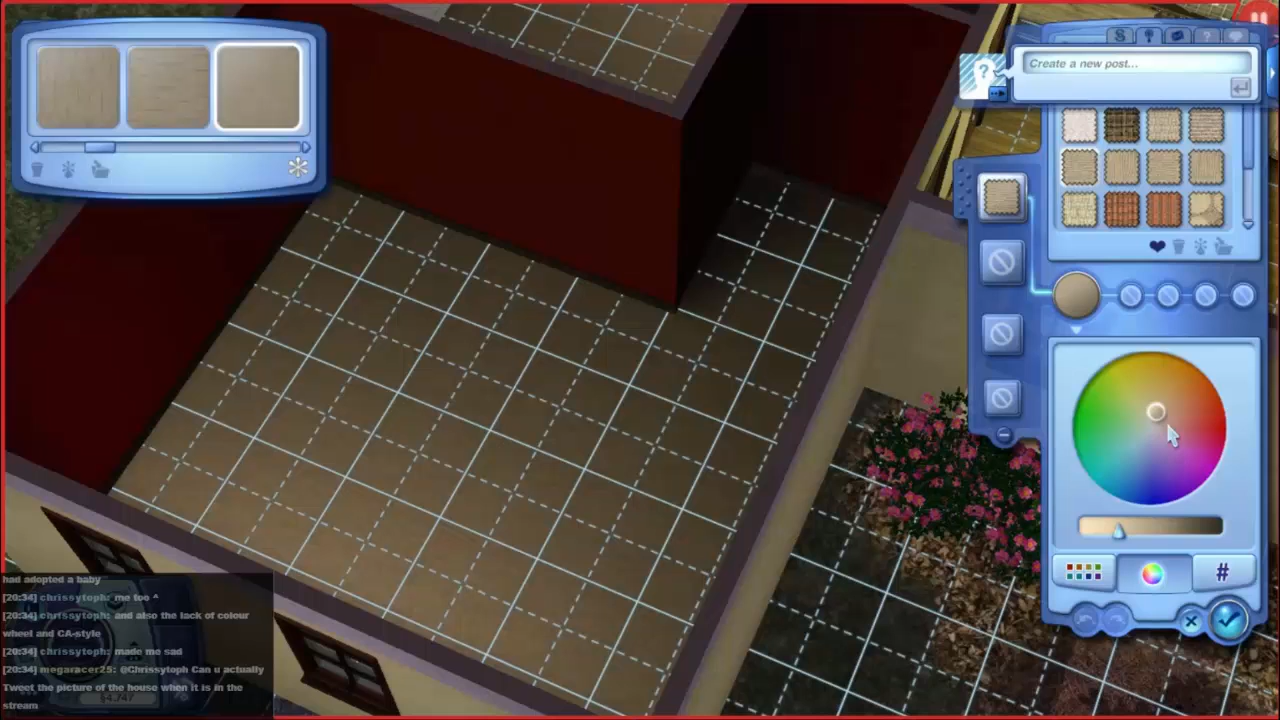 Create a new post...
#
had adopted a baby
[20:34] chrissytoph: me too ^
[20:34] chrissytoph: and also the lack of colour
wheel and CA-style
[20:34] chrissytoph: made me sad
[20:34] megaracer25: @Chrissytoph Can u actually
Tweet the picture of the house when it is in the
stream